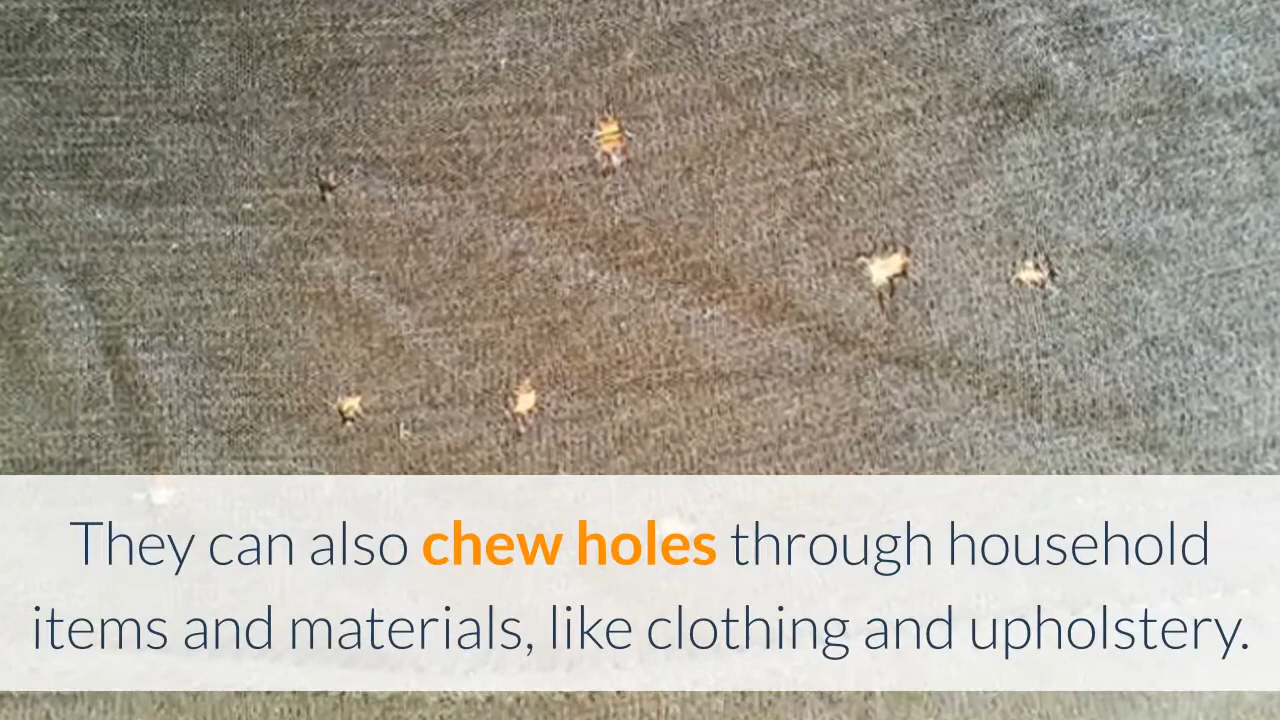 They can also chew holes through household
items and materials, like clothing and upholstery.